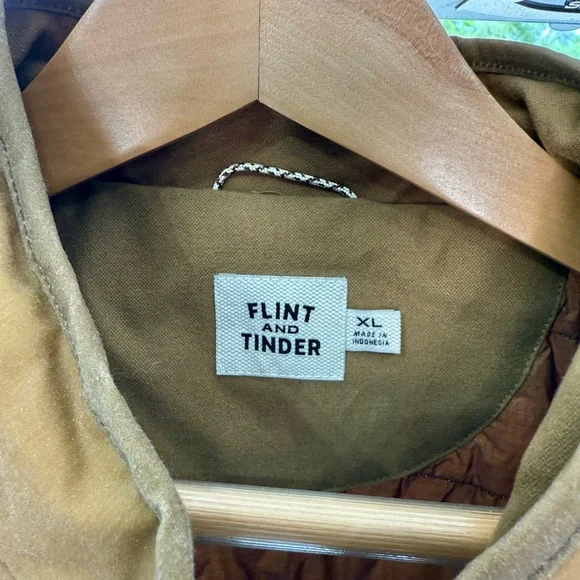 FLINT
AND
TINDER
XL
MADE IN
INDONESIA